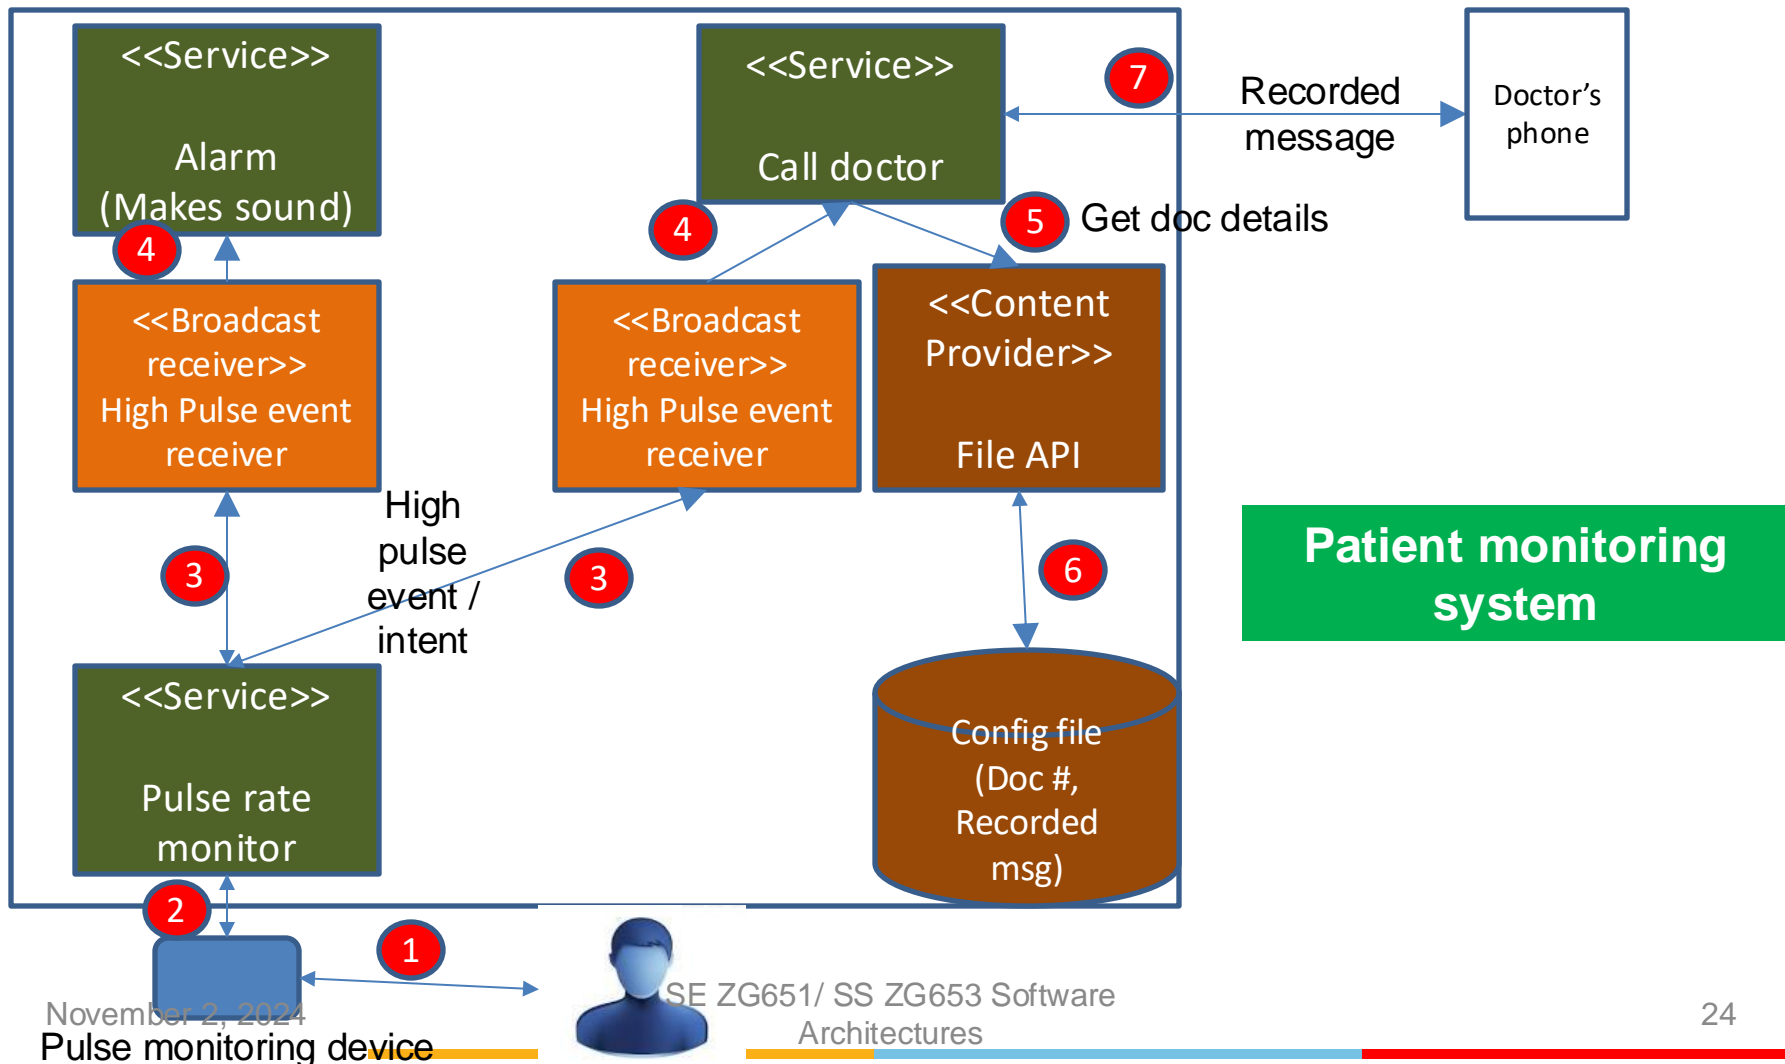 <<Service>>
Alarm
(Makes sound)
4
<<Service>>
Call doctor
7
Recorded
message
Doctor's
phone
4
5
Get doc details
<<Broadcast
receiver>>
High Pulse event
receiver
<<Broadcast
receiver>>
High Pulse event
receiver
<<Content
Provider>>
File API
High
pulse
event /
intent
3
3
6
Patient monitoring
system
<<Service>>
Pulse rate
monitor
Config file
(Doc #,
Recorded
msg)
2
1
November 2, 2024
Pulse monitoring device
SE ZG651/ SS ZG653 Software
Architectures
24